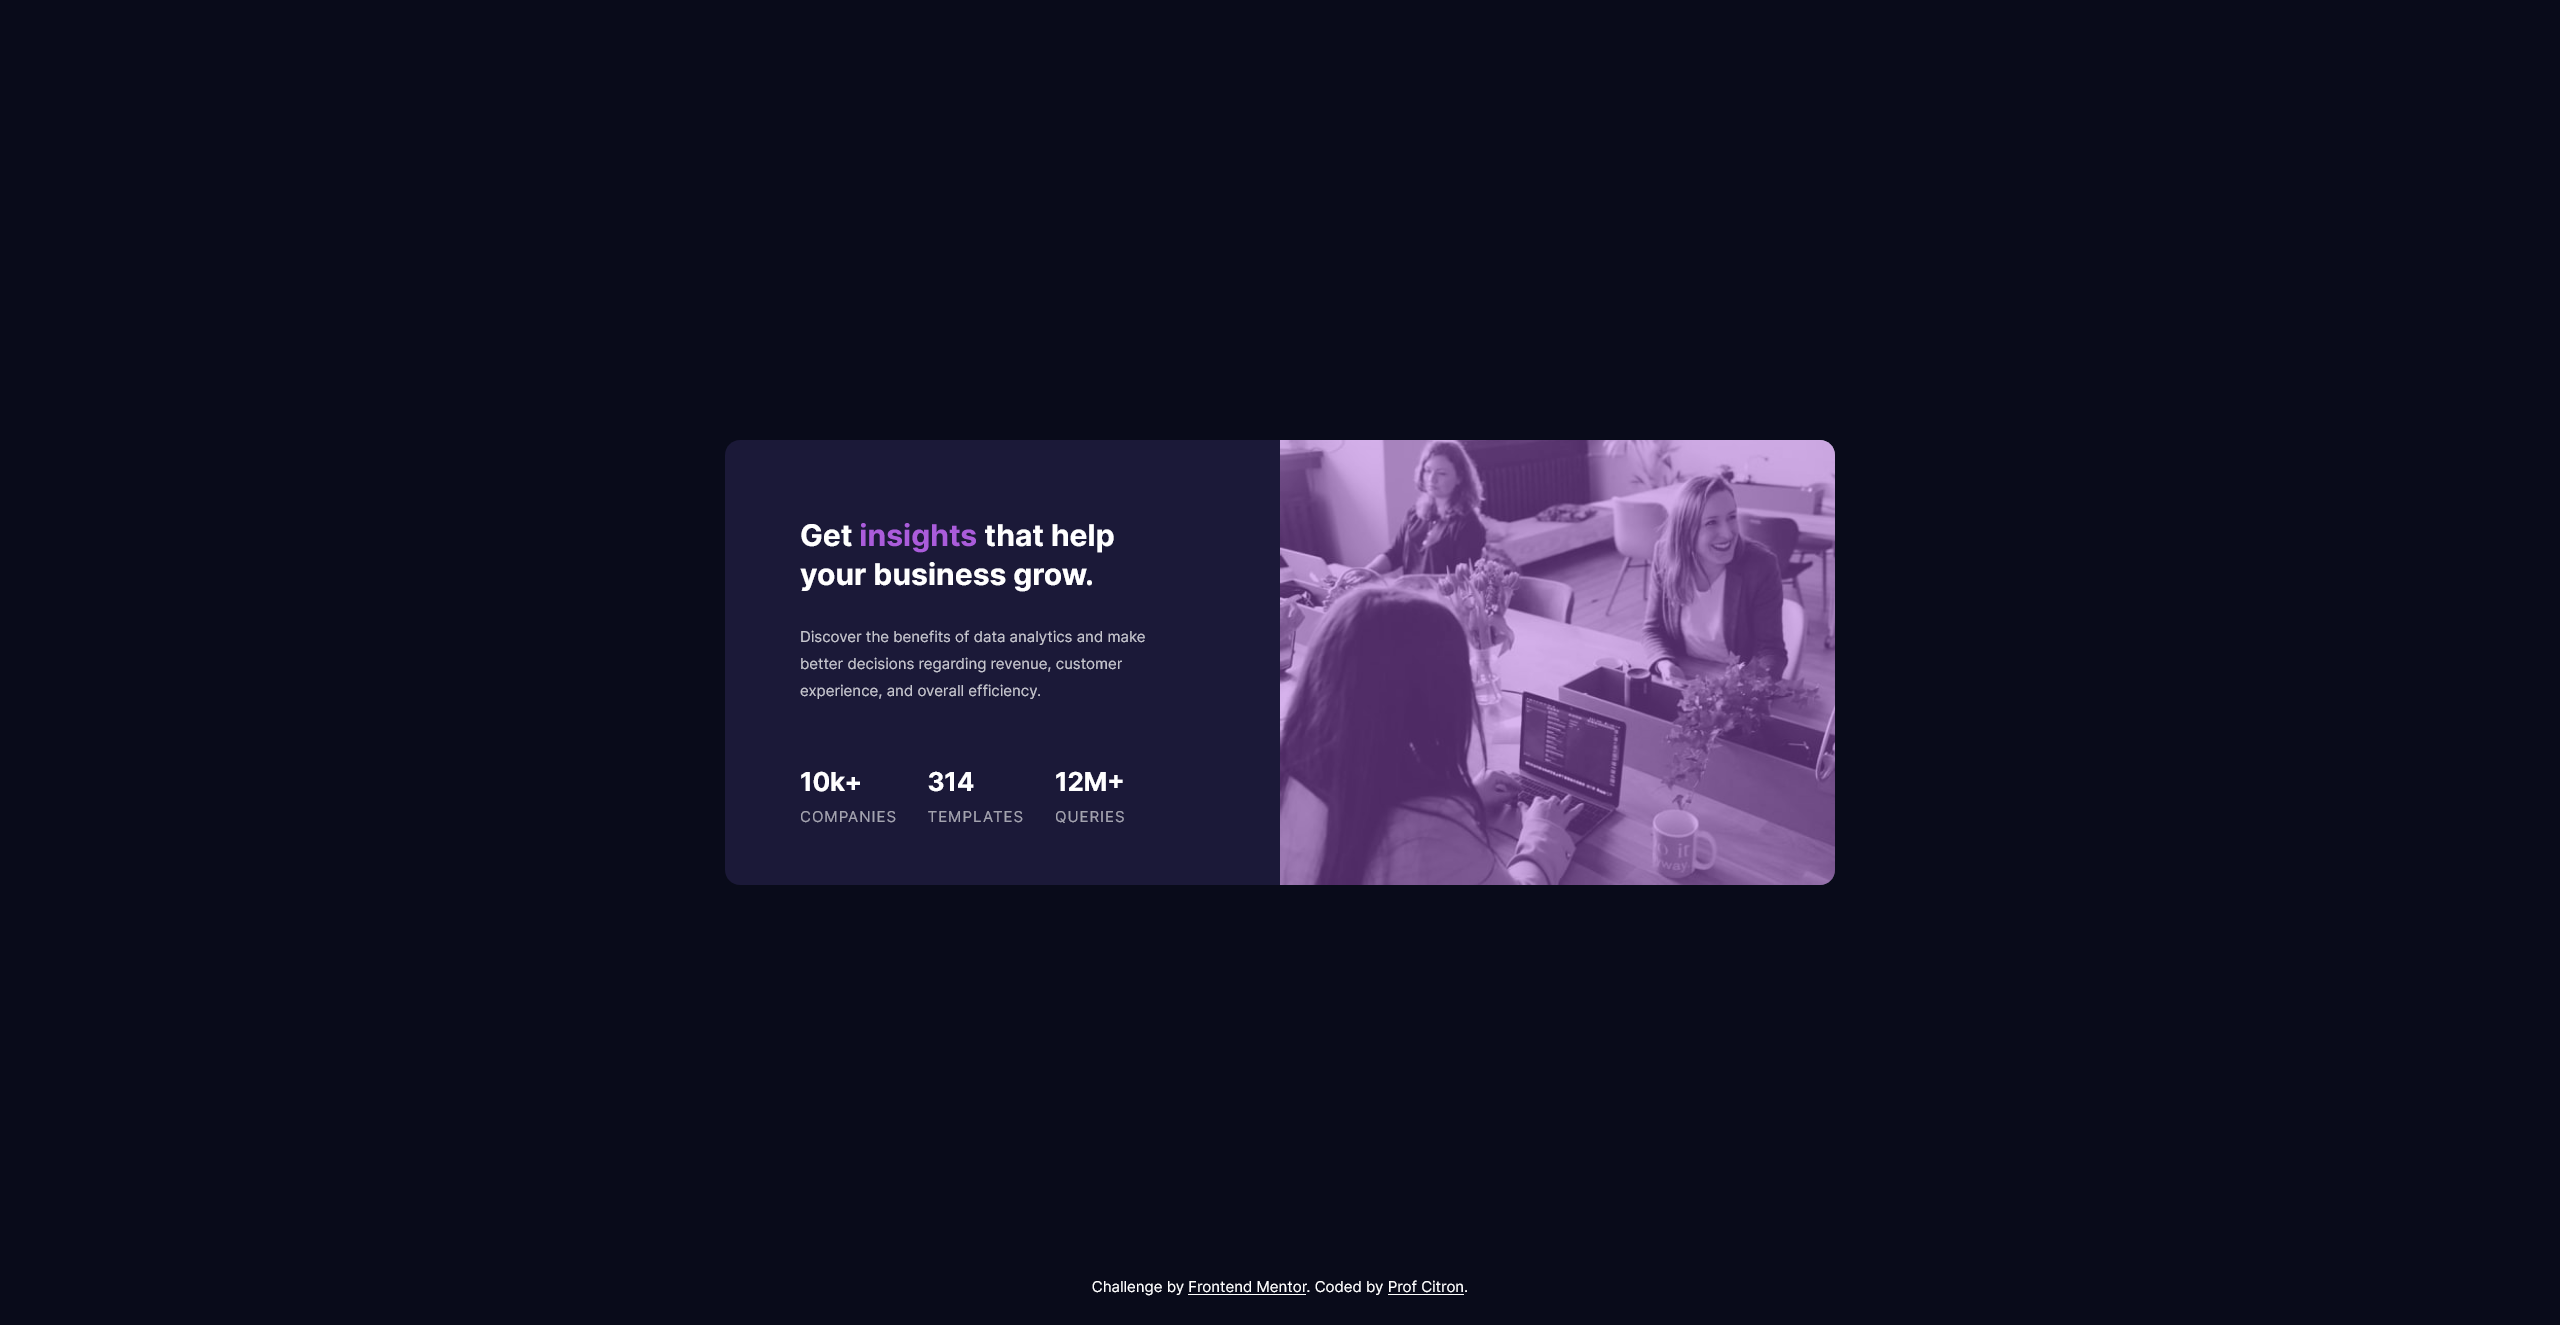 Get insights that help
your business grow.
Discover the benefits of data analytics and make
better decisions regarding revenue, customer
experience, and overall efficiency.
10k+ 314 12M+
COMPANIES TEMPLATES QUERIES
way
Challenge by Frontend Mentor. Coded by Prof Citron.